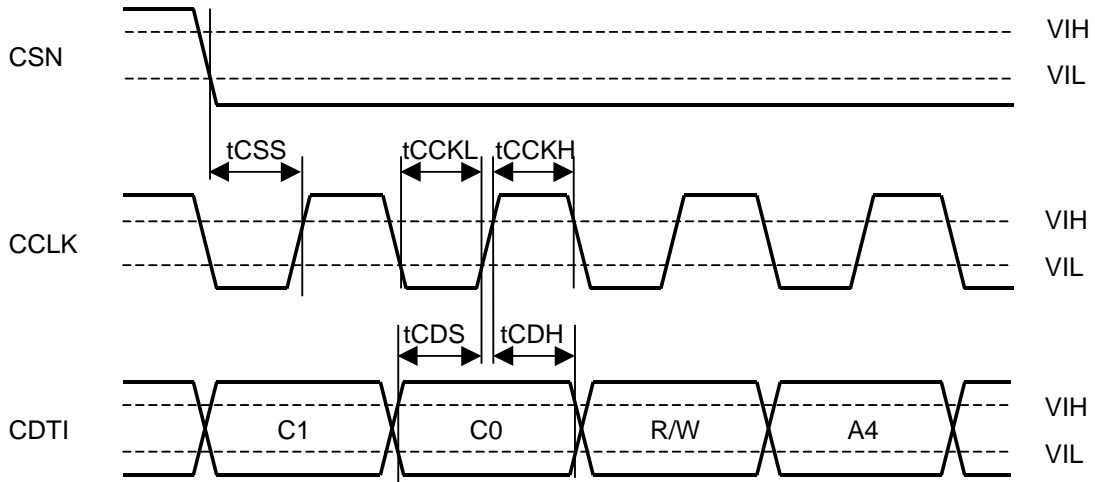 CSN
VIH
VIL
tCSS
tCCKL
tCCKH
CCLK
VIH
VIL
tCDS
tCDH
CDTI
C1
C0
R/W
A4
VIH
VIL